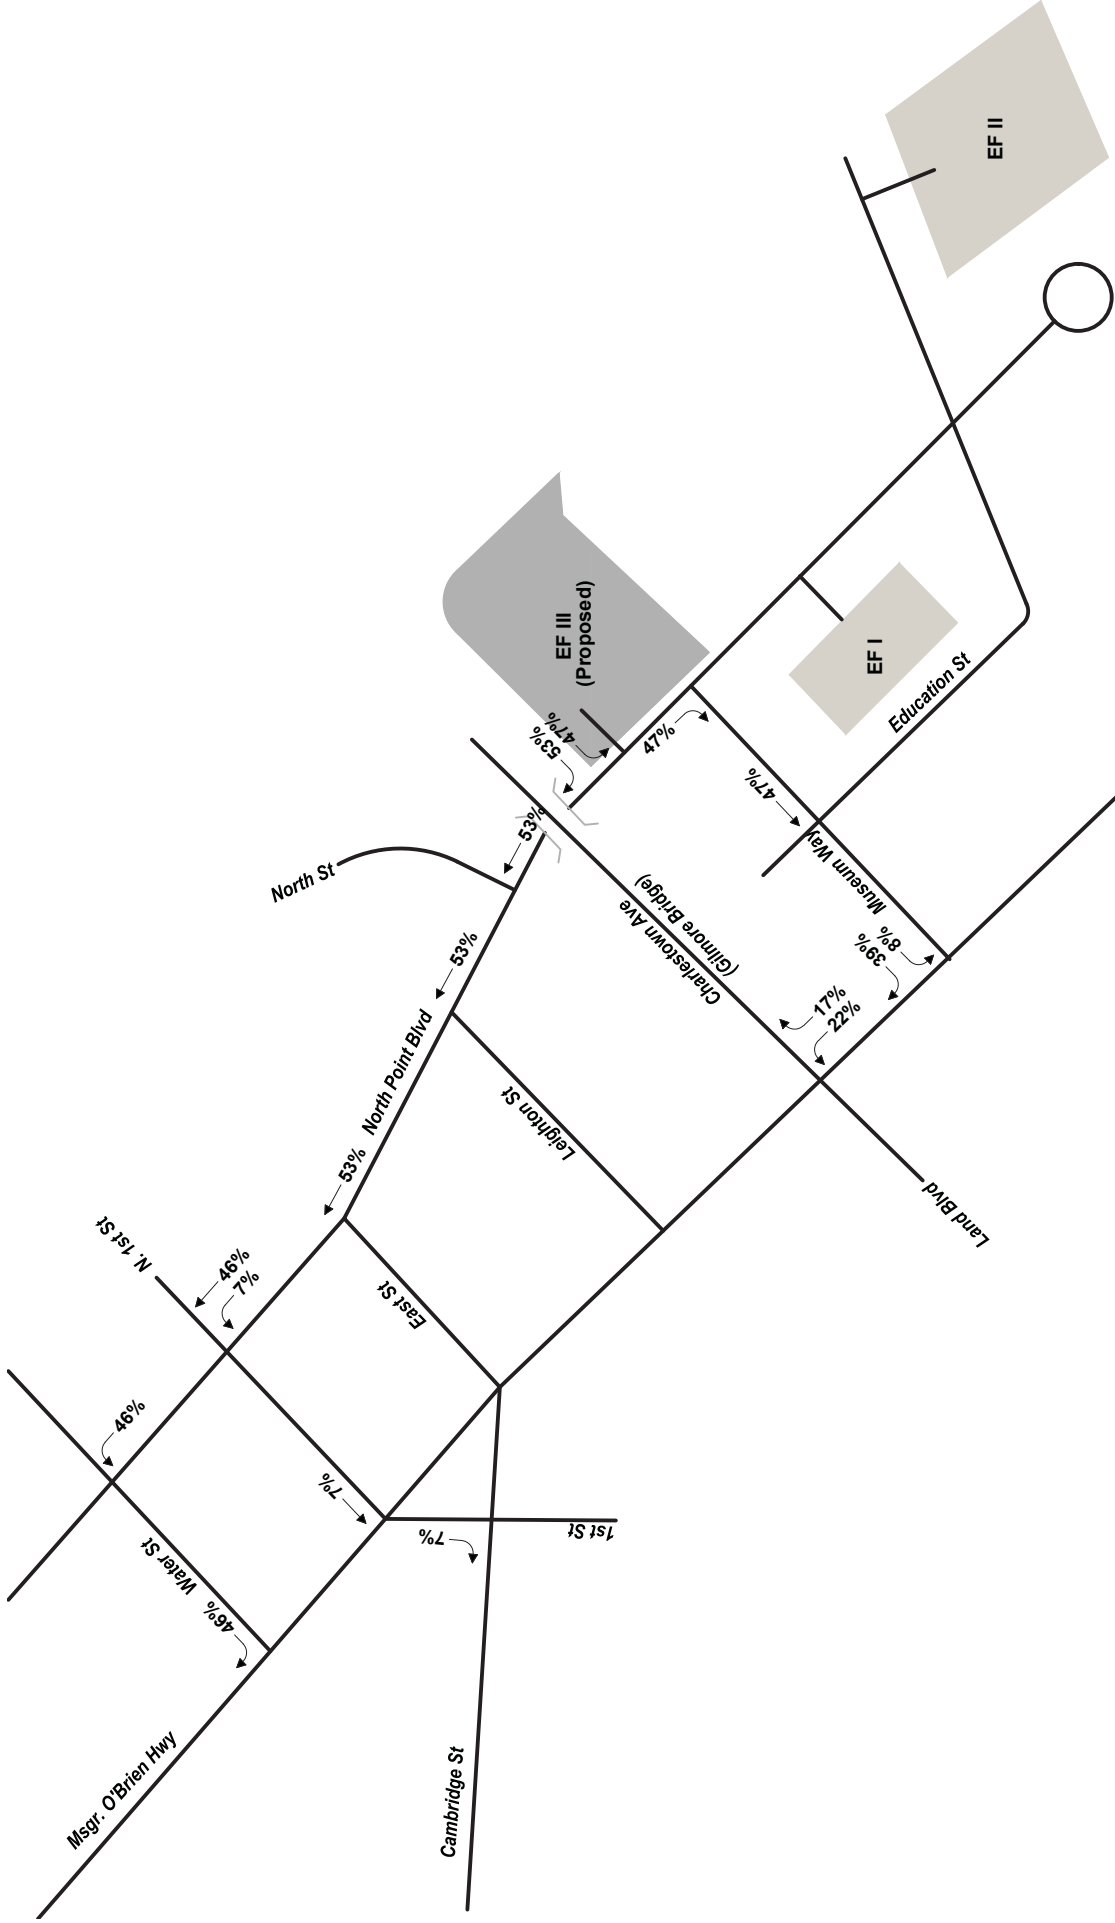 EF II
EF III
(Proposed)
EF I
Education St
47%
53%
47%
47%
53%
North St
Museum Way
Charlestown Ave
(Gilmore Bridge)
8%
39%
53%
17%
22%
North Point Blvd
Leighton St
53%
Land Blvd
N. 1st St
46%
7%
East St
46%
7%
7%
1st St
Water St
46%
Msgr. O'Brien Hwy
Cambridge St